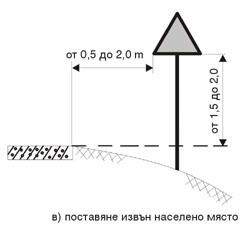 от 0,5 до 2,0 m
от 1,5 до 2,0
в) поставяне извън населено място